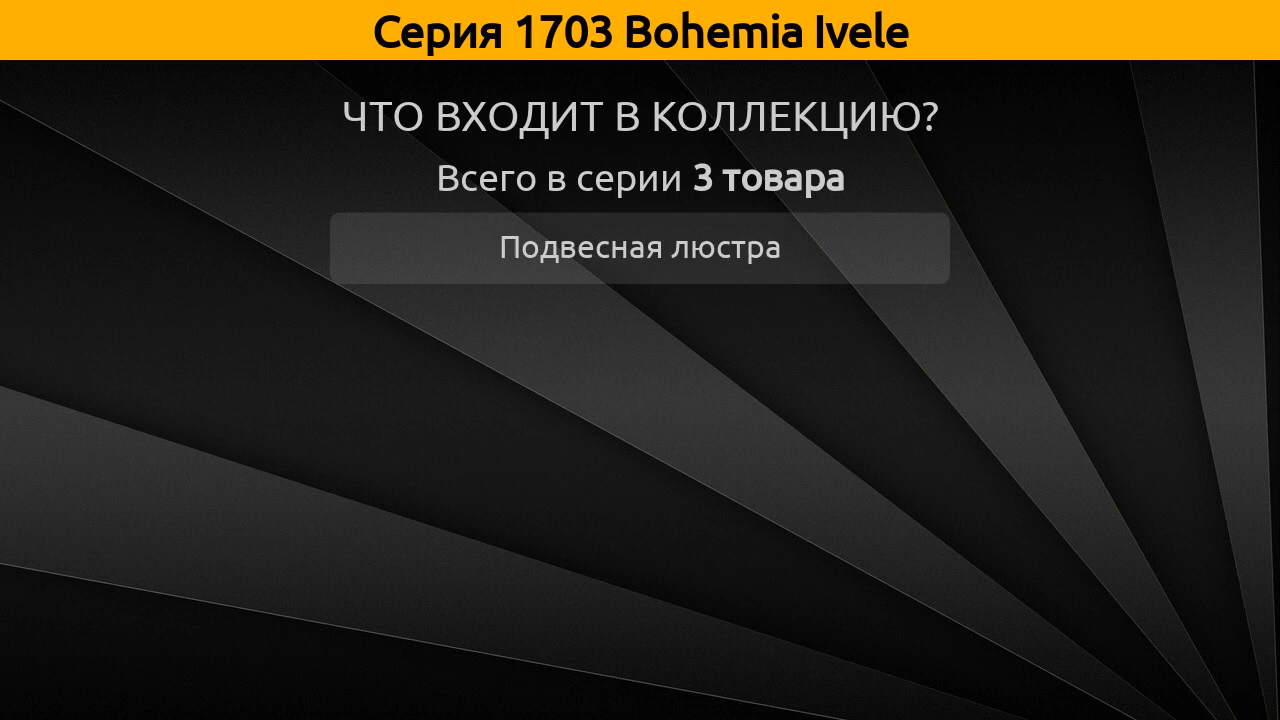 Серия 1703 Bohemia Ivele
ЧТО ВХОДИТ В КОЛЛЕКЦИЮ?
Всего в серии 3 товара
Подвесная люстра